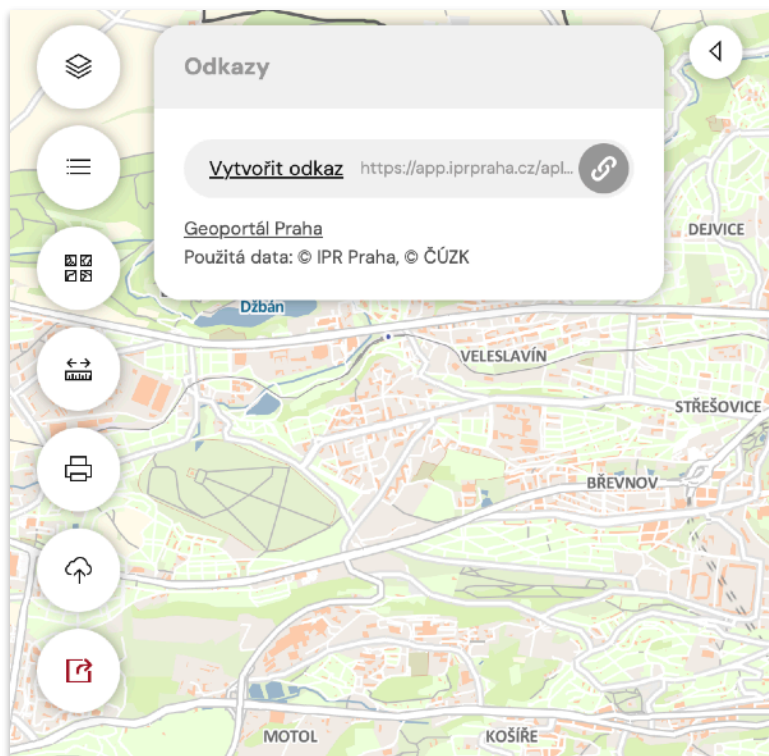 Odkazy
Vytvořit odkaz https://app.iprpraha.cz/apl...
Geoportál Praha
Použitá data: © IPR Praha, © ČÚZK
DEJVICE
Džbán
VELESLAVÍN
STŘEŠOVICE
BŘEVNOV
MOTOL
KOŠÍŘE